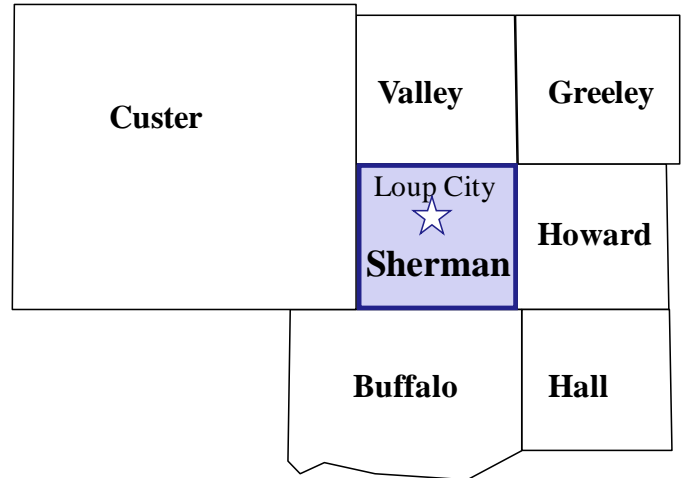 Valley
Greeley
Custer
Loup City
Howard
Sherman
Buffalo
Hall